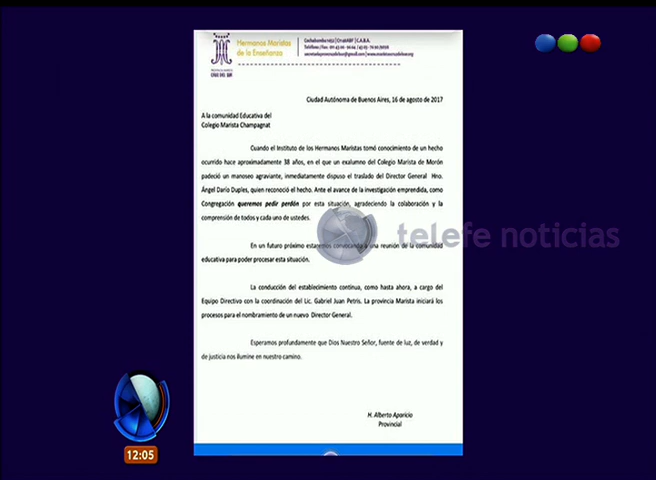 Hermanos Maristas
de la Enseñanza
PROVINCIA MARISTA
CRUZ DEL SUR
Ciudad Autónoma de Buenos Aires, 16 de agosto de 2017
A la comunidad Educativa del
Colegio Marista Champagnat
Cuando el Instituto de los Hermanos Maristas tomó conocimiento de un hecho
ocurrido hace aproximadamente 38 años, en el que un exalumno del Colegio Marista de Morón
padeció un manoseo agraviante, inmediatamente dispuso el traslado del Director General Hno.
Ángel Darío Duples, quien reconoció el hecho. Ante el avance de la investigación emprendida, como
Congregación queremos pedir perdón por esta situación, agradeciendo la colaboración y la
comprensión de todos y cada uno de ustedes.
telefe noticias
En un futuro próximo estaremos convocando a una reunión de la comunidad
educativa para poder procesar esta situación.
La conducción del establecimiento continua, como hasta ahora, a cargo del
Equipo Directivo con la coordinación del Lic. Gabriel Juan Petris. La provincia Marista iniciará los
procesos para el nombramiento de un nuevo Director General.
Esperamos profundamente que Dios Nuestro Señor, fuente de luz, de verdad y
de justicia nos ilumine en nuestro camino.
H. Alberto Aparicio
Provincial
12:05